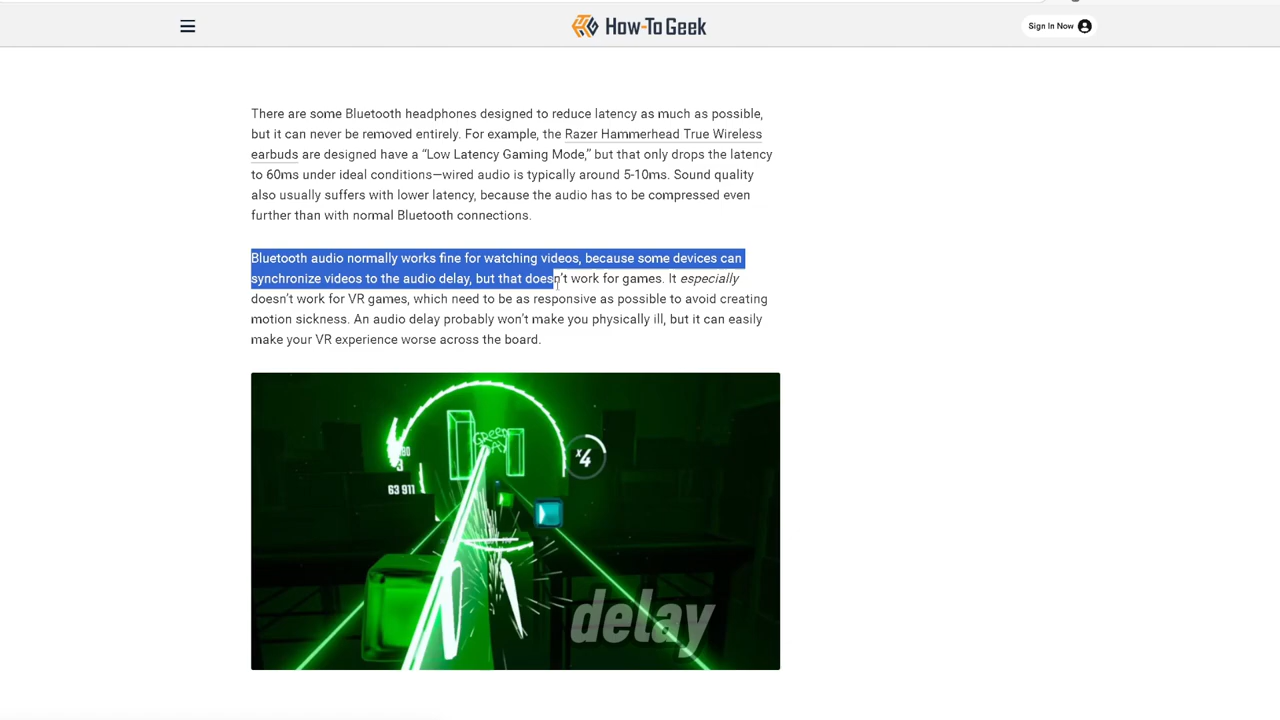 How-To Geek
Sign In Now
There are some Bluetooth headphones designed to reduce latency as much as possible,
but it can never be removed entirely. For example, the Razer Hammerhead True Wireless
earbuds are designed have a “Low Latency Gaming Mode,” but that only drops the latency
to 60ms under ideal conditions—wired audio is typically around 5-10ms. Sound quality
also usually suffers with lower latency, because the audio has to be compressed even
further than with normal Bluetooth connections.
Bluetooth audio normally works fine for watching videos, because some devices can
synchronize videos to the audio delay, but that doesn’t work for games. It especially
doesn’t work for VR games, which need to be as responsive as possible to avoid creating
motion sickness. An audio delay probably won’t make you physically ill, but it can easily
make your VR experience worse across the board.
GREEN DAY
x4
63 911
delay